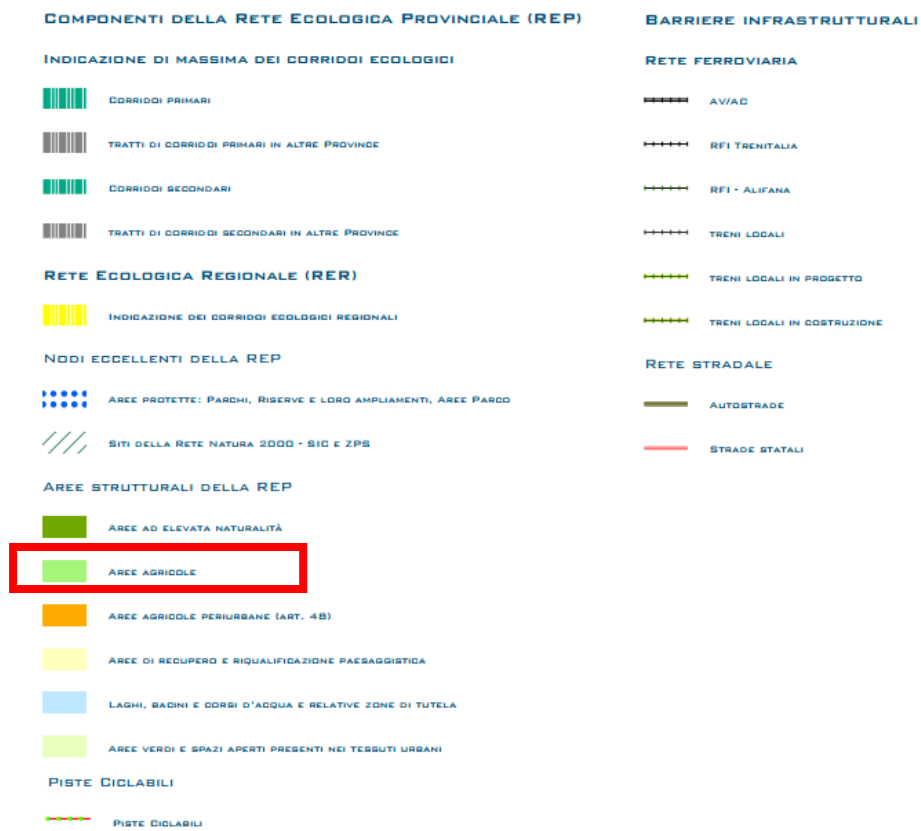 Componenti della Rete Ecologica Provinciale (REP)
Indicazione di massima dei corridoi ecologici
Corridoi primari
tratti di corridoi primari in altre Province
Corridoi secondari
tratti di corridoi secondari in altre Province
Rete Ecologica Regionale (RER)
Indicazione dei corridoi ecologici regionali
Nodi eccellenti della REP
Aree protette: Parchi, Riserve e loro ampliamenti, Aree Parco
Siti della Rete Natura 2000 - SIC e ZPS
Aree strutturali della REP
Aree ad elevata naturalità
Aree agricole
Aree agricole periurbane (art. 48)
Aree di recupero e riqualificazione paesaggistica
Laghi, bacini e corsi d'acqua e relative zone di tutela
Aree verdi e spazi aperti presenti nei tessuti urbani
Piste Ciclabili
Piste Ciclabili
Barriere infrastrutturali
Rete ferroviaria
AV/AC
RFI Trenitalia
RFI - Alifana
treni locali
treni locali in progetto
treni locali in costruzione
Rete stradale
Autostrade
Strade statali